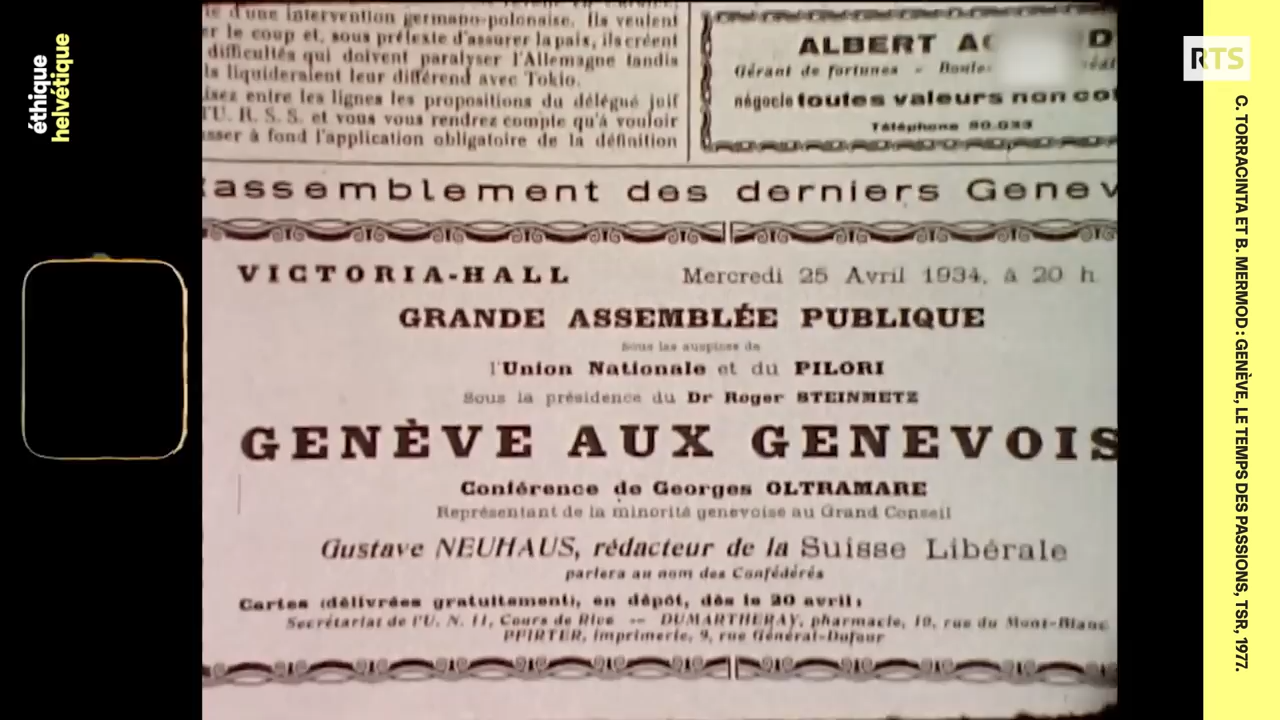 éthique
helvétique
RTS
C. TORRACINTA ET B. MERMOD : GENÈVE, LE TEMPS DES PASSIONS, TSR, 1977.
d'une intervention germano-polonaise. Ils veulent
le coup et, sous prétexte d'assurer la paix, ils créent
difficultés qui doivent paralyser l'Allemagne tandis
liquideraient leur différend avec Tokio.
entre les lignes les propositions du délégué juif
U. R. S. S. et vous vous rendrez compte qu'à vouloir
à fond l'application obligatoire de la définition
ALBERT
Gérant de fortunes -
négocie toutes valeurs non
Téléphone 50.033
assemblement des derniers Genev
VICTORIA-HALL Mercredi 25 Avril 1934, à 20 h.
GRANDE ASSEMBLÉE PUBLIQUE
Sous les auspices de
l'Union Nationale et du PILORI
Sous la présidence du Dr Roger STEINMETZ
GENÈVE AUX GENEVOIS
Conférence de Georges OLTRAMARE
Représentant de la minorité genevoise au Grand Conseil
Gustave NEUHAUS, rédacteur de la Suisse Libérale
parlera au nom des Confédérés
Cartes (délivrées gratuitement), en dépôt, dès le 20 avril :
Secrétariat de l'U. N. 11, Cours de Rive — DUMARTHERAY, pharmacie, 10, rue du Mont-Blanc
PFIRTER, imprimerie, 9, rue Général-Dufour